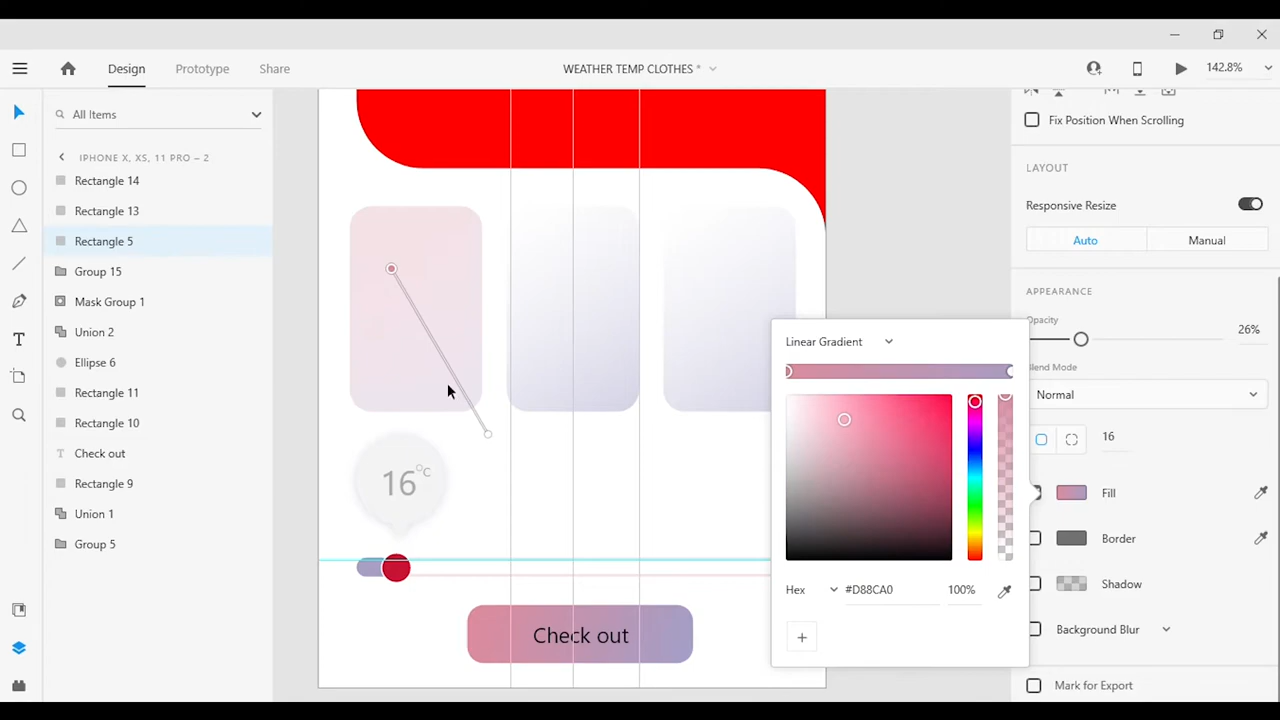 Design
Prototype
Share
WEATHER TEMP CLOTHES *
142.8%
All Items
IPHONE X, XS, 11 PRO – 2
Rectangle 14
Rectangle 13
Rectangle 5
Group 15
Mask Group 1
Union 2
Ellipse 6
Rectangle 11
Rectangle 10
T Check out
Rectangle 9
Union 1
Group 5
16°C
Check out
Fix Position When Scrolling
LAYOUT
Responsive Resize
Auto
Manual
APPEARANCE
Opacity
26%
Blend Mode
Normal
16
Fill
Border
Shadow
Background Blur
Mark for Export
Linear Gradient
Hex
#D88CA0
100%